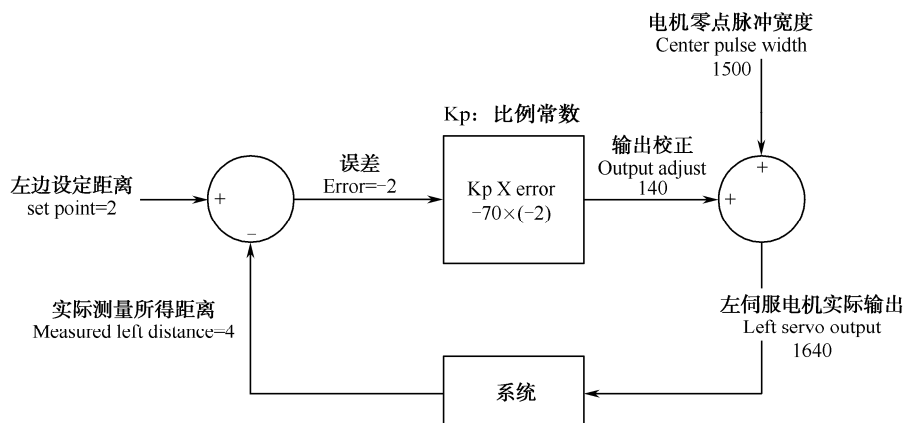 电机零点脉冲宽度
Center pulse width
1500
Kp：比例常数
输出校正
Output adjust
140
误差
Error=−2
左边设定距离
set point=2
+
−
Kp X error
−70×(−2)
+
+
实际测量所得距离
Measured left distance=4
左伺服电机实际输出
Left servo output
1640
系统